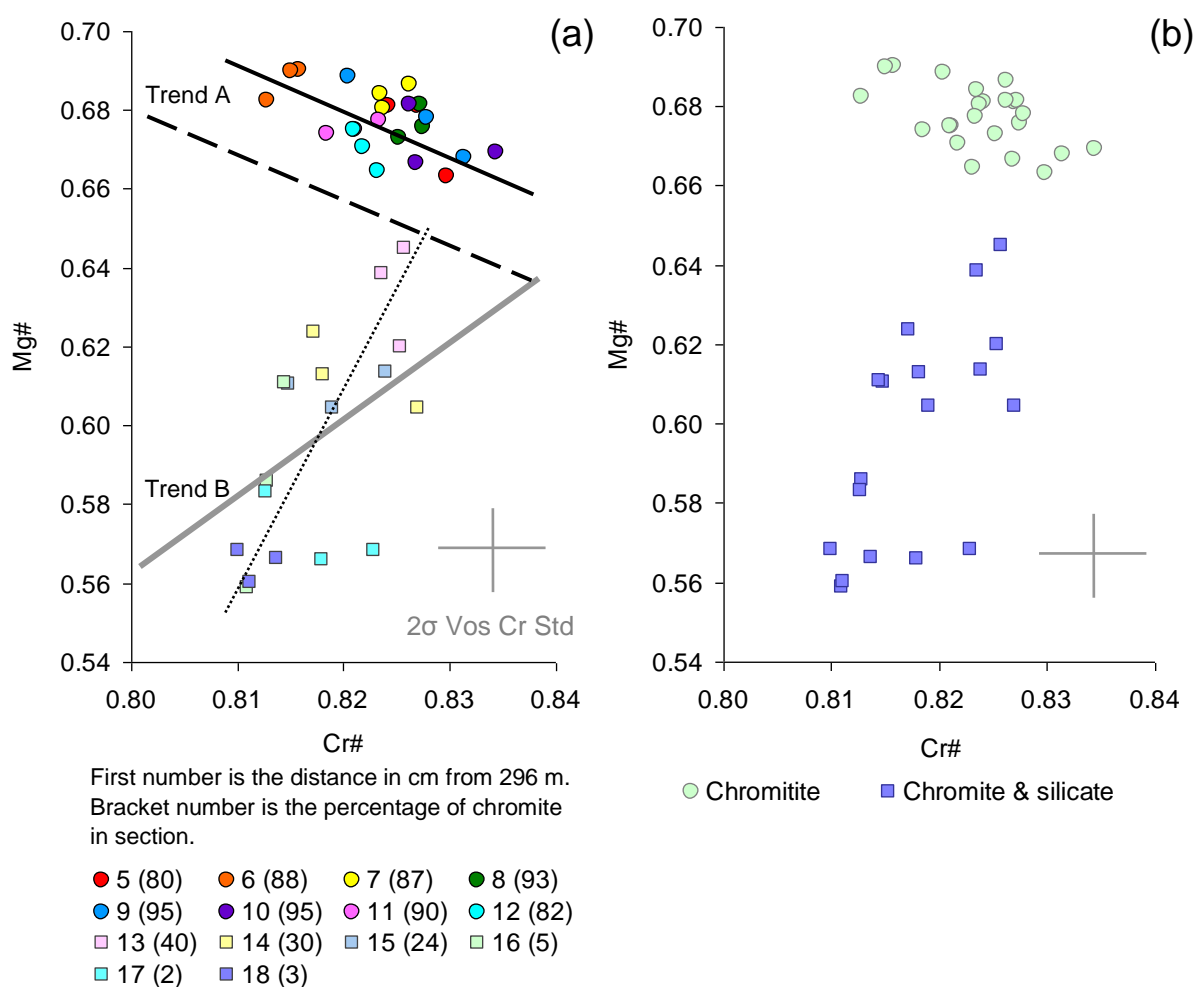 (a)
0.70
0.68
0.66
0.64
0.62
0.60
0.58
0.56
0.54
Mg#
Trend A
Trend B
2σ Vos Cr Std
0.80 0.81 0.82 0.83 0.84
Cr#
First number is the distance in cm from 296 m.
Bracket number is the percentage of chromite
in section.
5 (80) 6 (88) 7 (87) 8 (93)
9 (95) 10 (95) 11 (90) 12 (82)
13 (40) 14 (30) 15 (24) 16 (5)
17 (2) 18 (3)
(b)
0.70
0.68
0.66
0.64
0.62
0.60
0.58
0.56
0.54
Mg#
0.80 0.81 0.82 0.83 0.84
Cr#
Chromitite Chromite & silicate